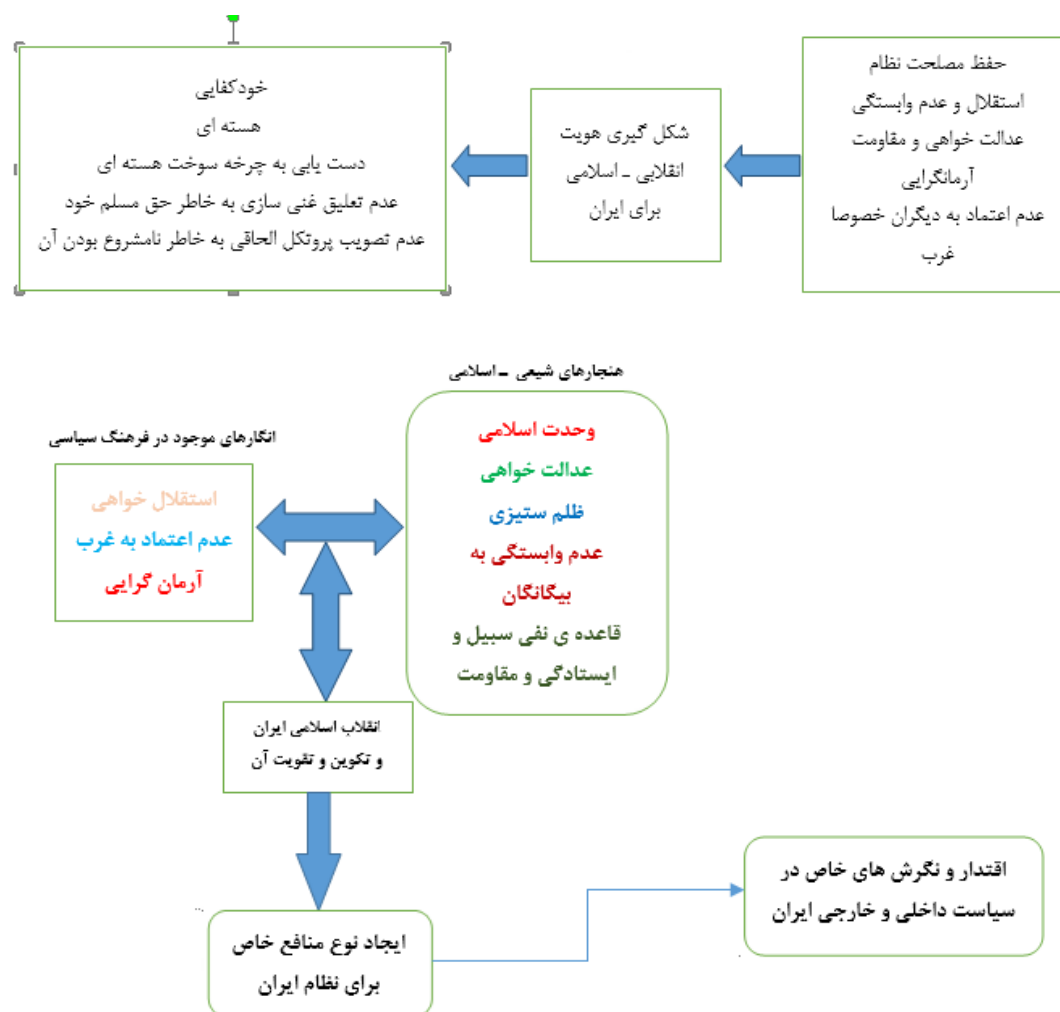 حفظ مصلحت نظام
استقلال و عدم وابستگی
عدالت خواهی و مقاومت
آرمانگرایی
عدم اعتماد به دیگران خصوصا
غرب
شکل گیری هویت
انقلابی ـ اسلامی
برای ایران
خودکفایی
هسته ای
دست یابی به چرخه سوخت هسته ای
عدم تعلیق غنی سازی به خاطر حق مسلم خود
عدم تصویب پروتکل الحاقی به خاطر نامشروع بودن آن
هنجارهای شیعی ـ اسلامی
وحدت اسلامی
عدالت خواهی
ظلم ستیزی
عدم وابستگی به
بیگانگان
قاعده ی نفی سبیل و
ایستادگی و مقاومت
انگارهای موجود در فرهنگ سیاسی
استقلال خواهی
عدم اعتماد به غرب
آرمان گرایی
انقلاب اسلامی ایران
و تکوین و تقویت آن
اقتدار و نگرش های خاص در
سیاست داخلی و خارجی ایران
ایجاد نوع منافع خاص
برای نظام ایران